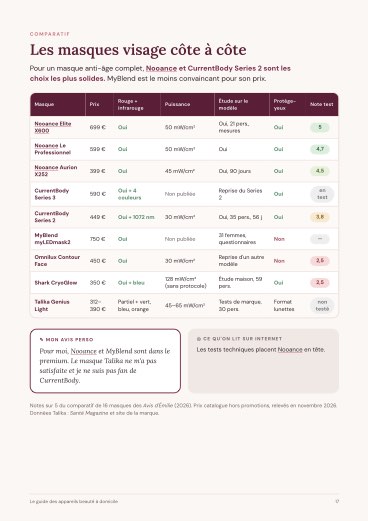 COMPARATIF
Les masques visage côte à côte
Pour un masque anti-âge complet, Nooance et CurrentBody Series 2 sont les
choix les plus solides. MyBlend est le moins convaincant pour son prix.
Masque Prix Rouge + infrarouge Puissance Étude sur le modèle Protège-yeux Note test
Nooance Elite X600 699 € Oui 50 mW/cm² Oui, 21 pers., mesures Oui 5
Nooance Le Professionnel 599 € Oui 50 mW/cm² Oui Oui 4,7
Nooance Aurion X252 399 € Oui 45 mW/cm² Oui, 90 jours Oui 4,6
CurrentBody Series 3 590 € Oui + 4 couleurs Non publiée Reprise du Series 2 Oui en test
CurrentBody Series 2 449 € Oui + 1072 nm 30 mW/cm² Oui, 35 pers., 56 j Oui 3,8
MyBlend myLEDmask2 750 € Oui Non publiée 31 femmes, questionnaires Non –
Omnilux Contour Face 450 € Oui 30 mW/cm² Reprise d'un autre modèle Non 2,5
Shark CryoGlow 350 € Oui + bleu 128 mW/cm² (sans protocole) Étude maison, 59 pers. Oui 2,5
Talika Genius Light 312–390 € Partiel + vert, bleu, orange 45–65 mW/cm² Tests de marque, 30 pers. Format lunettes non testé
MON AVIS PERSO
Pour moi, Nooance et MyBlend sont dans le
premium. Le masque Talika ne m'a pas
satisfaite et je ne suis pas fan de
CurrentBody.
CE QU'ON LIT SUR INTERNET
Les tests techniques placent Nooance en tête.
Notes sur 5 du comparatif de 16 masques des Avis d'Émilie (2026). Prix catalogue hors promotions, relevés en novembre 2026.
Données Talika : Santé Magazine et site de la marque.
Le guide des appareils beauté à domicile
17